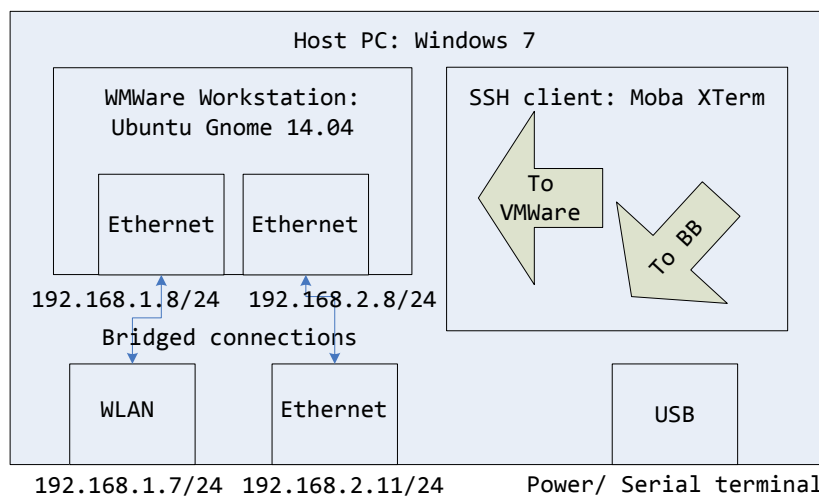 Host PC: Windows 7
WMWare Workstation:
Ubuntu Gnome 14.04
SSH client: Moba XTerm
To
VMWare
To BB
Ethernet
Ethernet
192.168.1.8/24
192.168.2.8/24
Bridged connections
WLAN
Ethernet
USB
192.168.1.7/24
192.168.2.11/24
Power/ Serial terminal